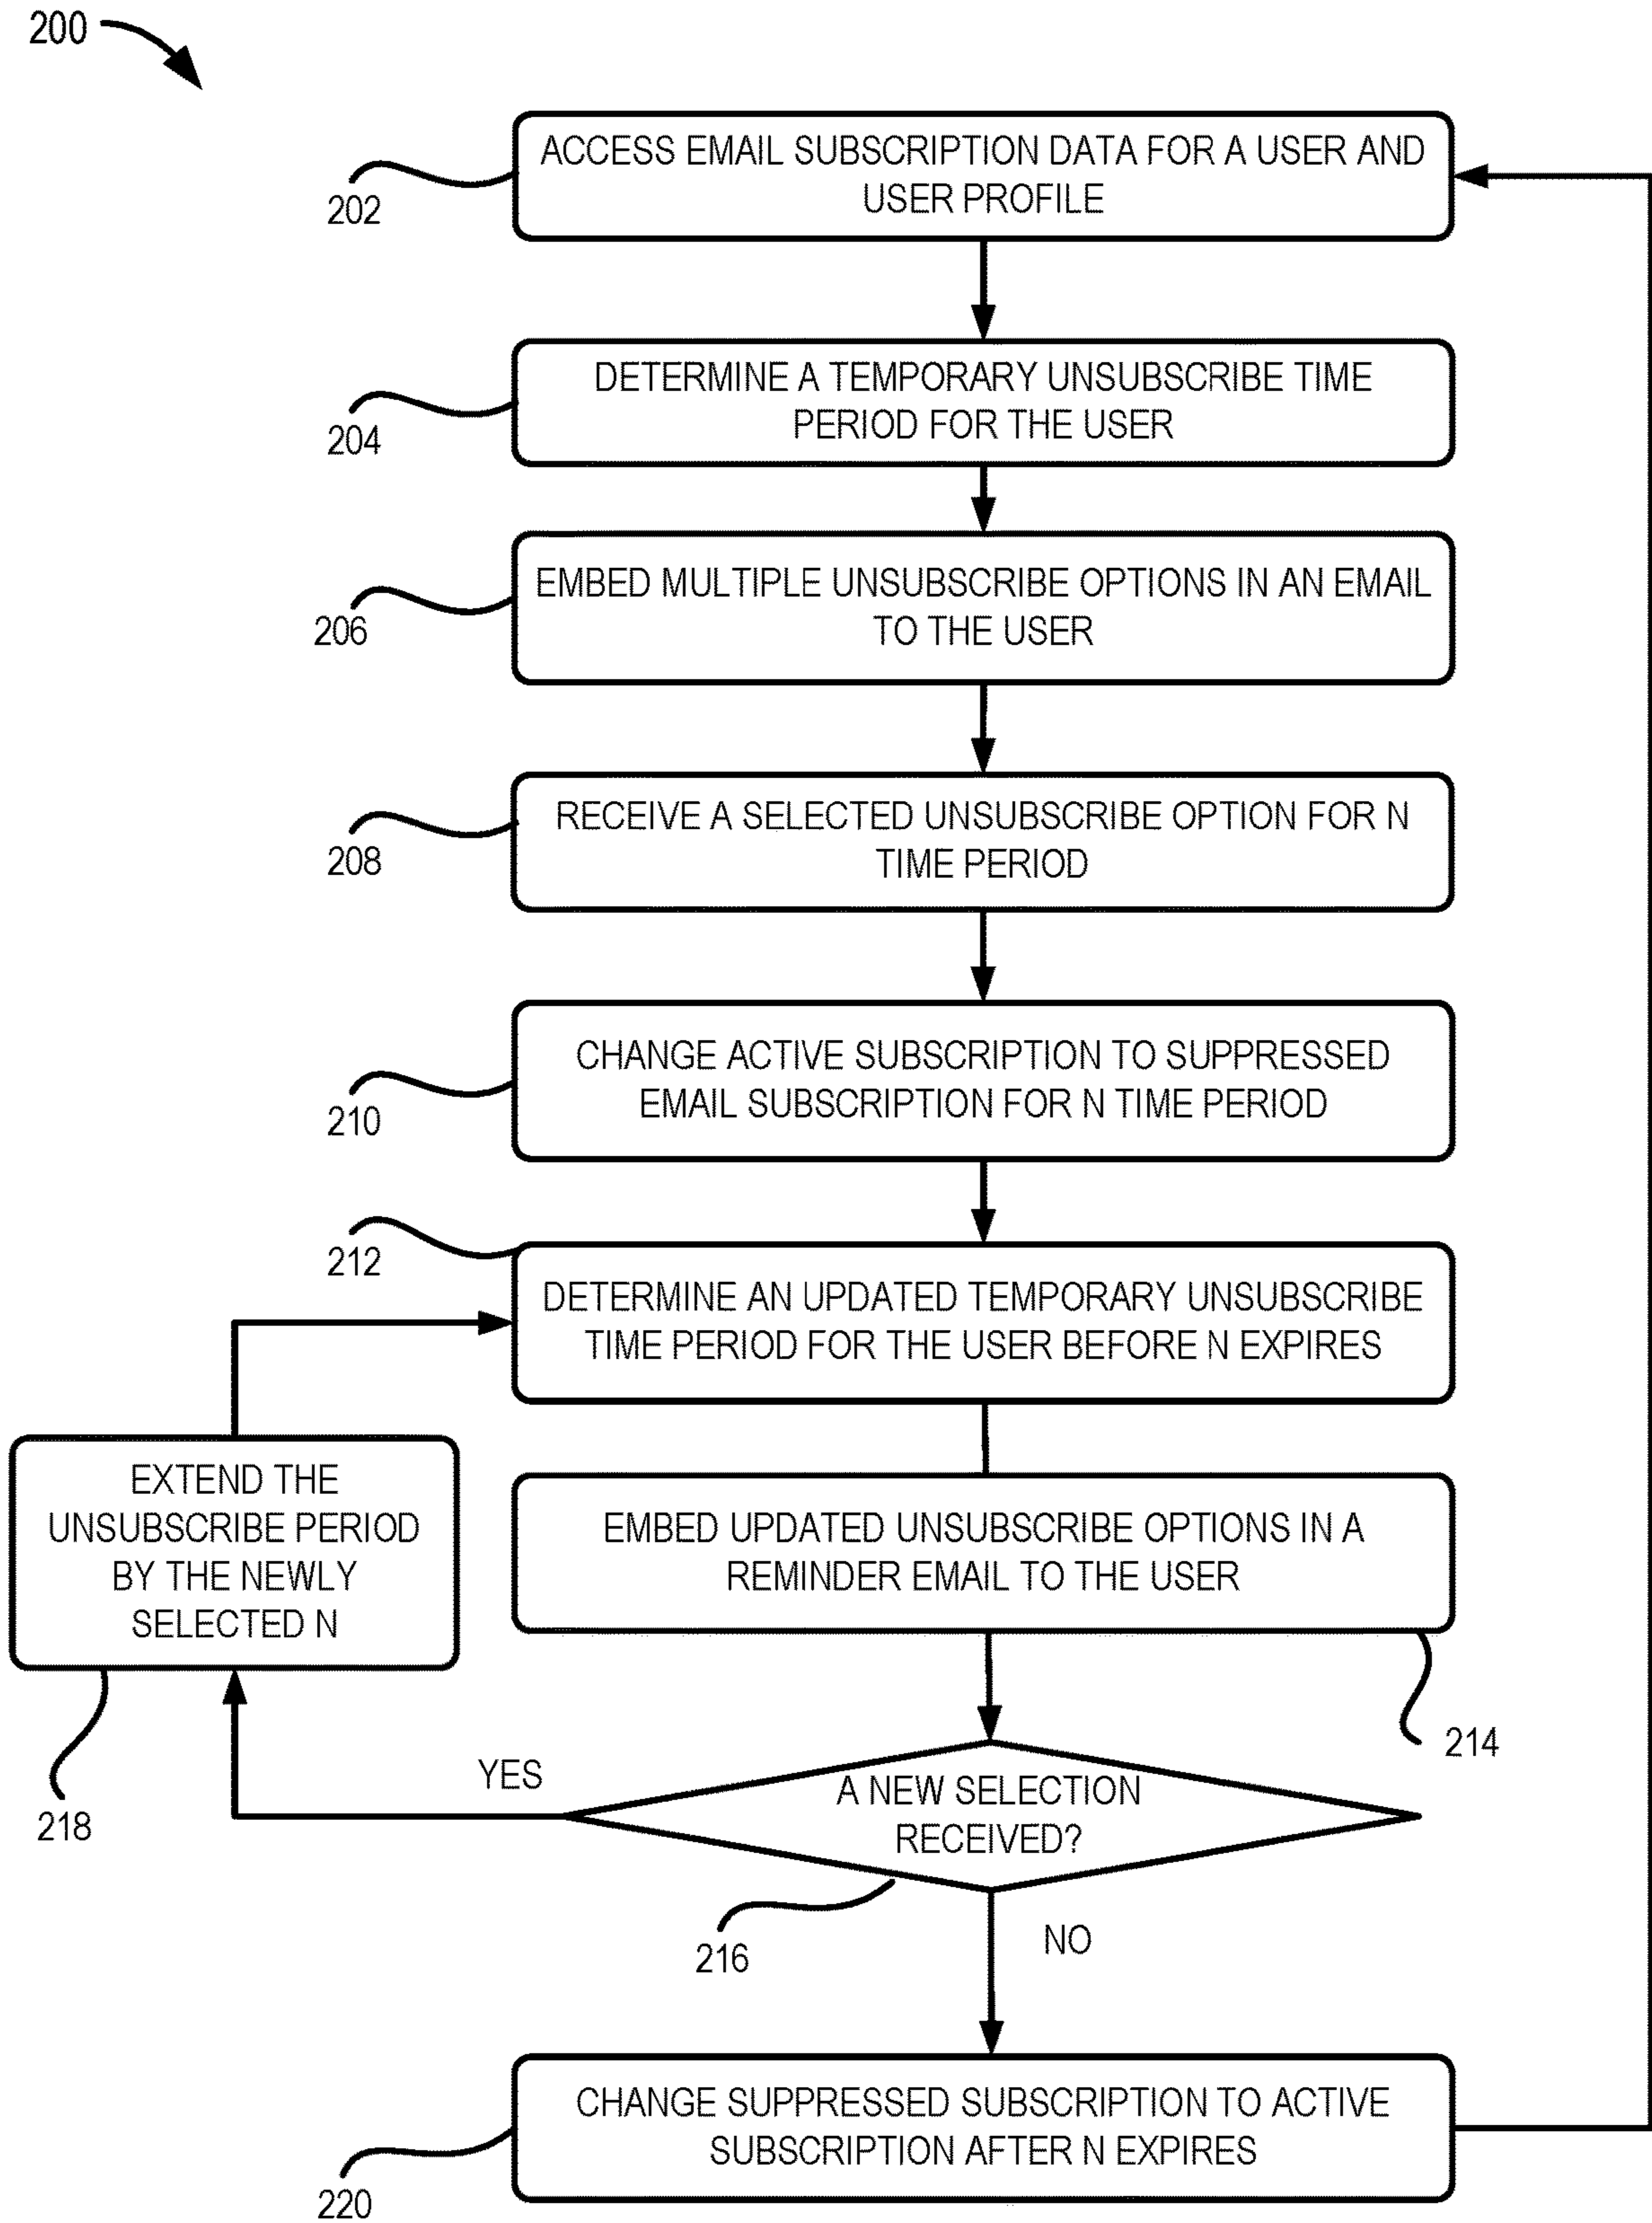 200
ACCESS EMAIL SUBSCRIPTION DATA FOR A USER AND
USER PROFILE
202
DETERMINE A TEMPORARY UNSUBSCRIBE TIME
PERIOD FOR THE USER
204
EMBED MULTIPLE UNSUBSCRIBE OPTIONS IN AN EMAIL
TO THE USER
206
RECEIVE A SELECTED UNSUBSCRIBE OPTION FOR N
TIME PERIOD
208
CHANGE ACTIVE SUBSCRIPTION TO SUPPRESSED
EMAIL SUBSCRIPTION FOR N TIME PERIOD
210
212
DETERMINE AN UPDATED TEMPORARY UNSUBSCRIBE
TIME PERIOD FOR THE USER BEFORE N EXPIRES
EXTEND THE
UNSUBSCRIBE PERIOD
BY THE NEWLY
SELECTED N
218
EMBED UPDATED UNSUBSCRIBE OPTIONS IN A
REMINDER EMAIL TO THE USER
214
YES
A NEW SELECTION
RECEIVED?
216
NO
CHANGE SUPPRESSED SUBSCRIPTION TO ACTIVE
SUBSCRIPTION AFTER N EXPIRES
220